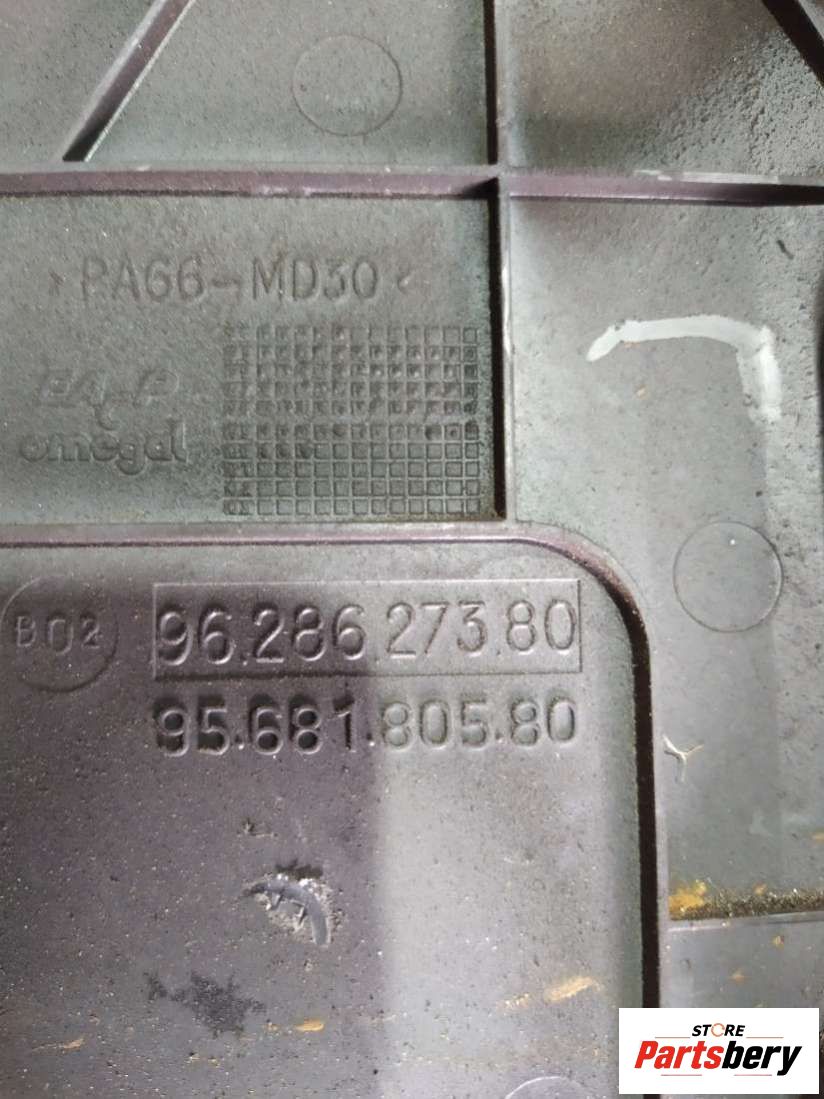 >PA66-MD30<
omegal
B02
96.286.273.80
95.681.805.80
STORE
Partsbery